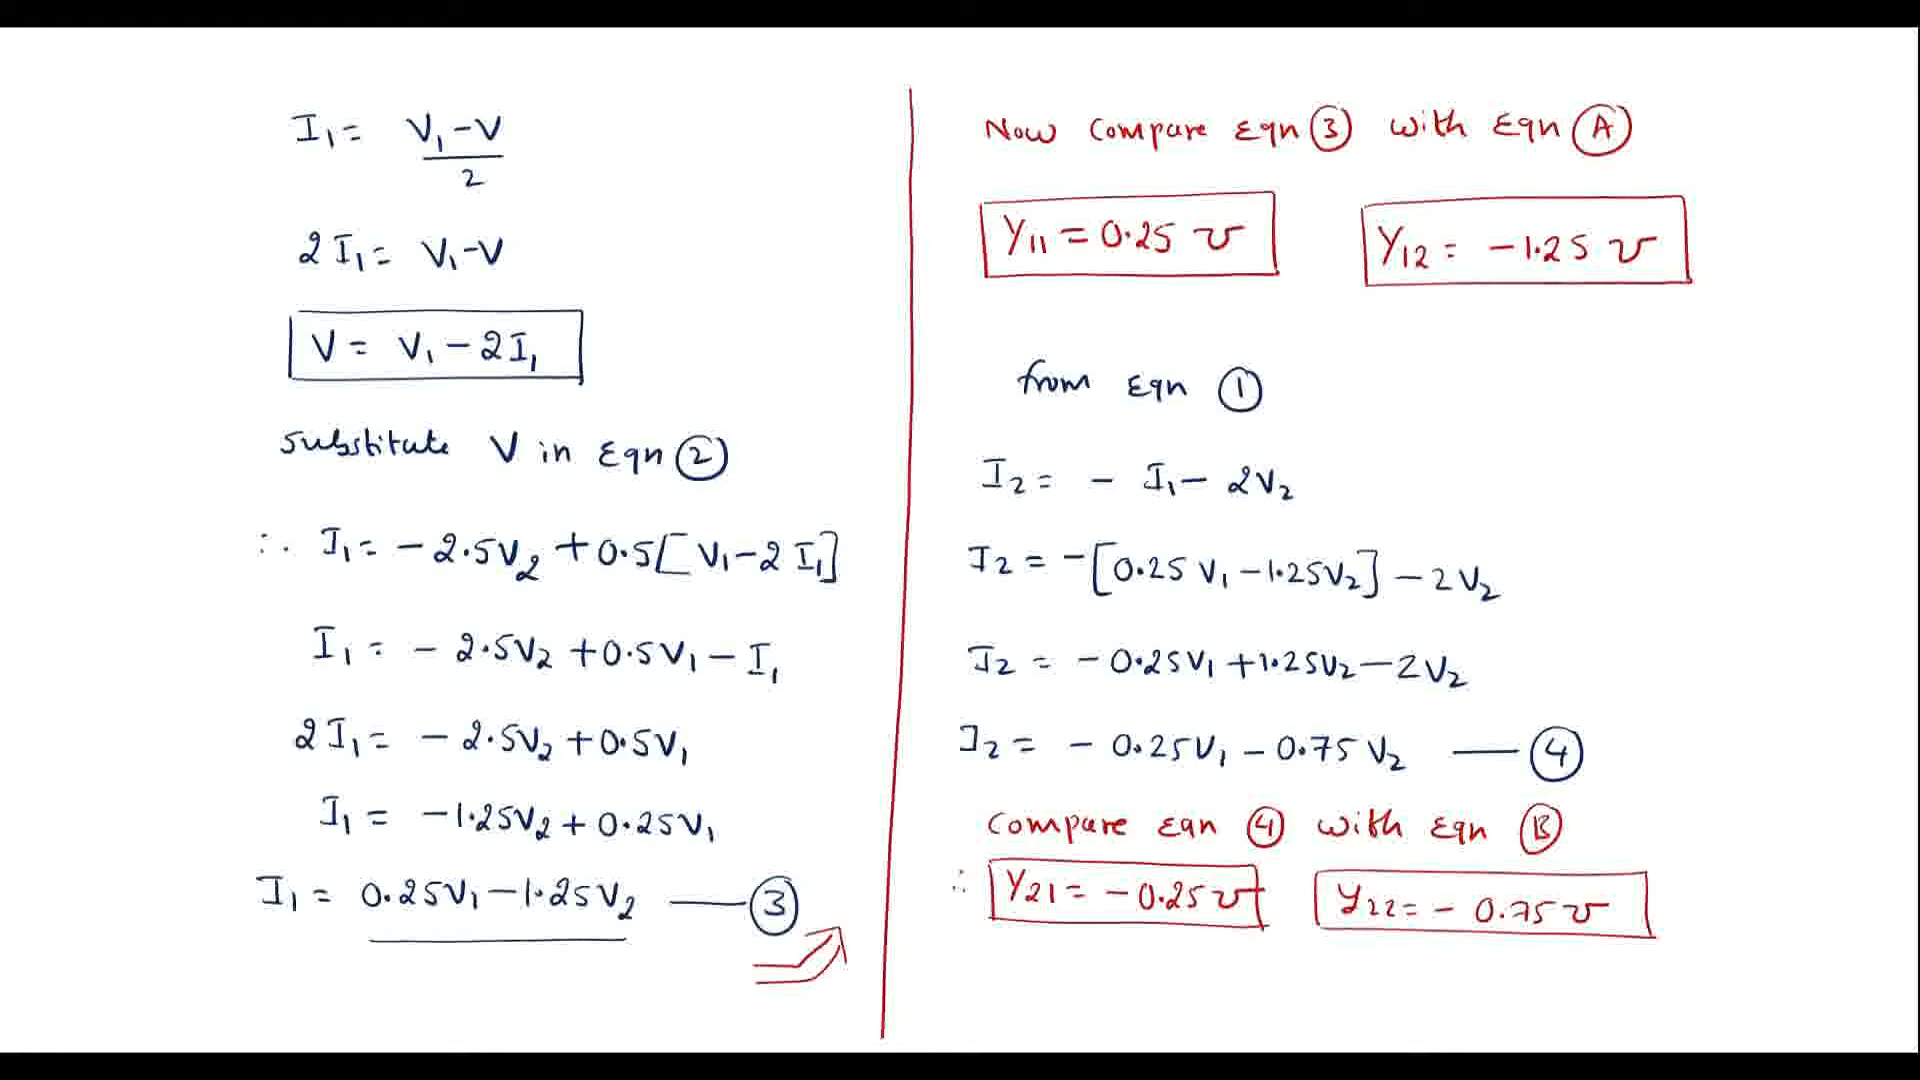 I₁ = V₁ - V / 2
2I₁ = V₁ - V
V = V₁ - 2I₁
substitute V in Eqn ②
∴ I₁ = - 2.5V₂ + 0.5[V₁ - 2I₁]
I₁ = - 2.5V₂ + 0.5V₁ - I₁
2I₁ = - 2.5V₂ + 0.5V₁
I₁ = -1.25V₂ + 0.25V₁
I₁ = 0.25V₁ - 1.25V₂ — ③
Now Compare Eqn ③ with Eqn Ⓐ
Y₁₁ = 0.25 ℧
Y₁₂ = -1.25 ℧
from Eqn ①
I₂ = - I₁ - 2V₂
I₂ = -[0.25V₁ - 1.25V₂] - 2V₂
I₂ = - 0.25V₁ + 1.25V₂ - 2V₂
I₂ = - 0.25V₁ - 0.75V₂ — ④
Compare Eqn ④ with Eqn Ⓑ
∴ Y₂₁ = - 0.25 ℧
Y₂₂ = - 0.75 ℧